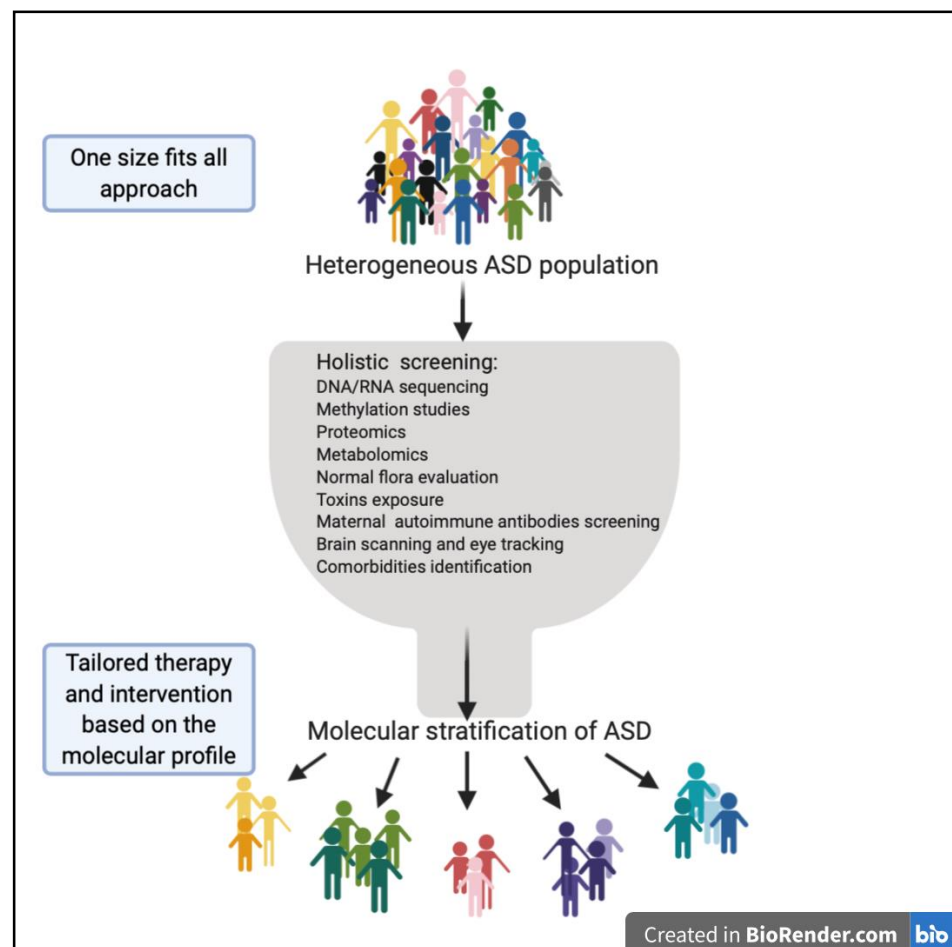 One size fits all
approach
Heterogeneous ASD population
Holistic screening:
DNA/RNA sequencing
Methylation studies
Proteomics
Metabolomics
Normal flora evaluation
Toxins exposure
Maternal autoimmune antibodies screening
Brain scanning and eye tracking
Comorbidities identification
Tailored therapy
and intervention
based on the
molecular profile
Molecular stratification of ASD
Created in BioRender.com bio